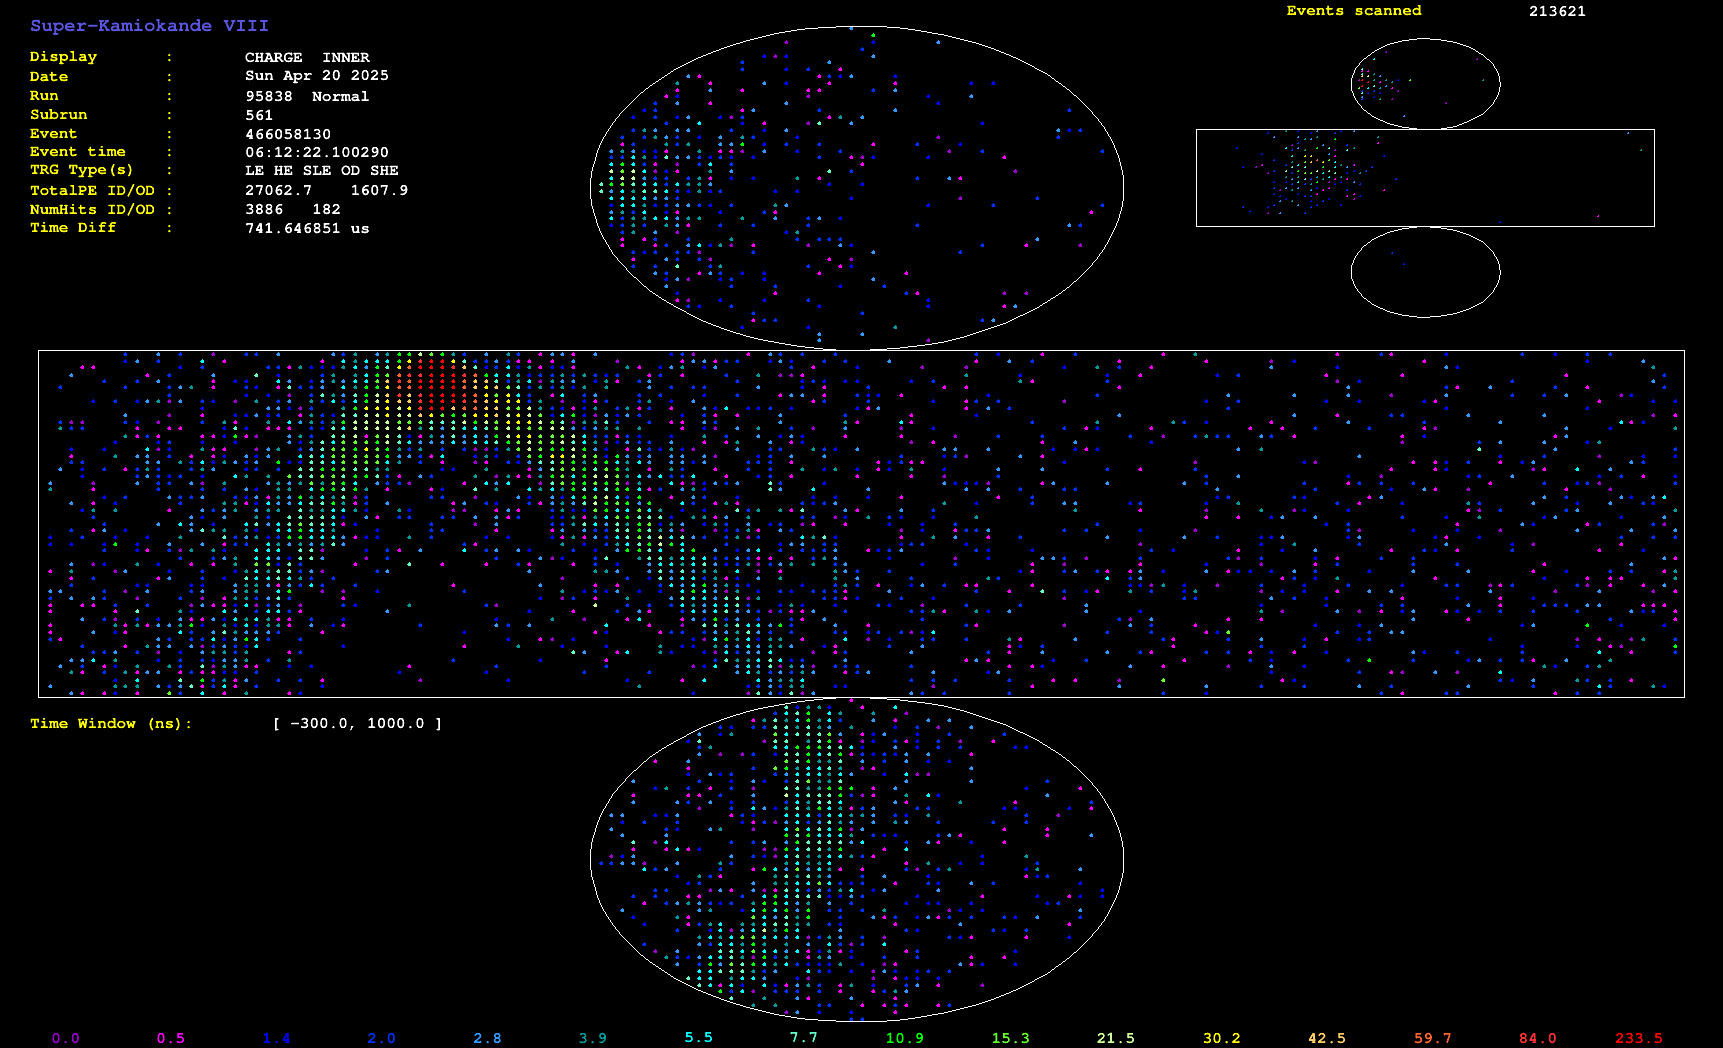 Super-Kamiokande VIII
Events scanned 213621
Display : CHARGE INNER
Date : Sun Apr 20 2025
Run : 95838 Normal
Subrun : 561
Event : 466058130
Event time : 06:12:22.100290
TRG Type(s) : LE HE SLE OD SHE
TotalPE ID/OD : 27062.7 1607.9
NumHits ID/OD : 3886 182
Time Diff : 741.646851 us
Time Window (ns): [ -300.0, 1000.0 ]
0.0 0.5 1.4 2.0 2.8 3.9 5.5 7.7 10.9 15.3 21.5 30.2 42.5 59.7 84.0 233.5